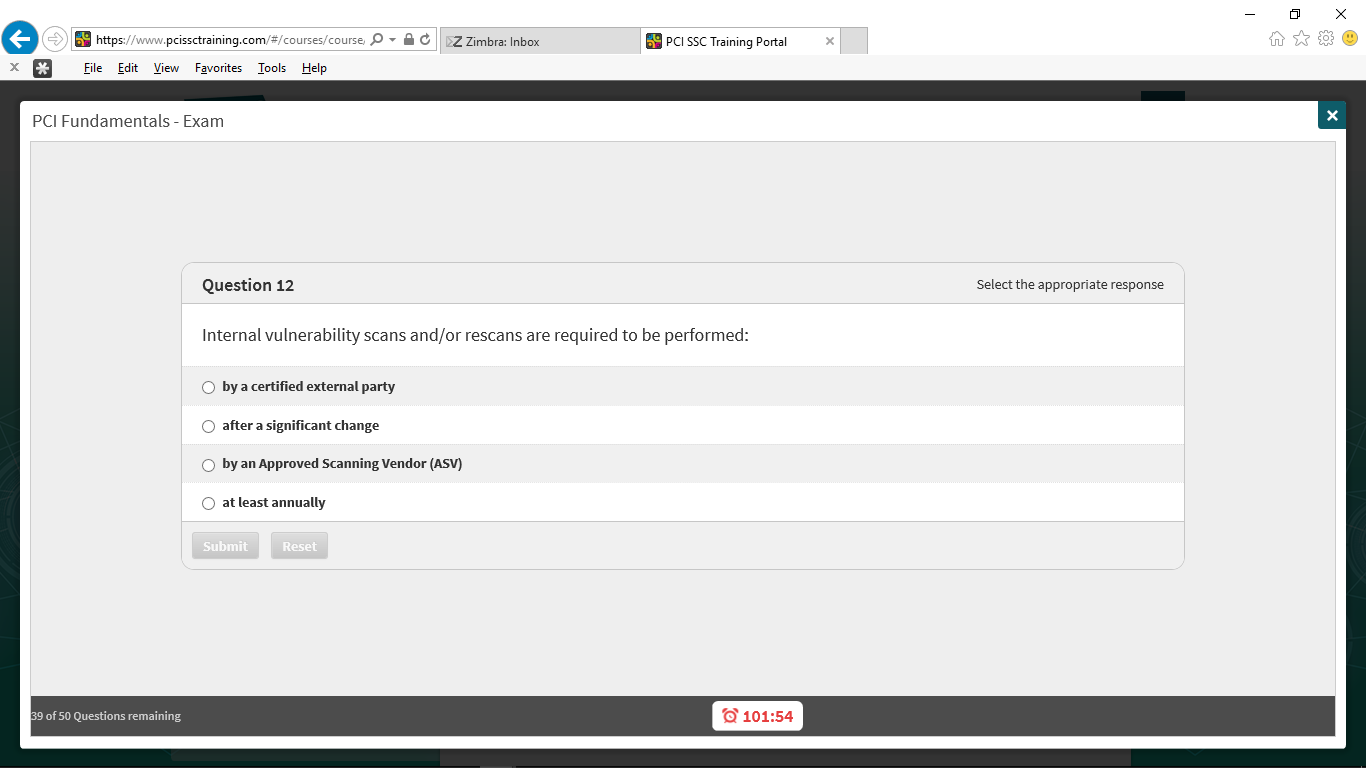 https://www.pcissctraining.com/#/courses/course,
Zimbra: Inbox
PCI SSC Training Portal
File Edit View Favorites Tools Help
PCI Fundamentals - Exam
Question 12
Select the appropriate response
Internal vulnerability scans and/or rescans are required to be performed:
by a certified external party
after a significant change
by an Approved Scanning Vendor (ASV)
at least annually
Submit Reset
39 of 50 Questions remaining
101:54